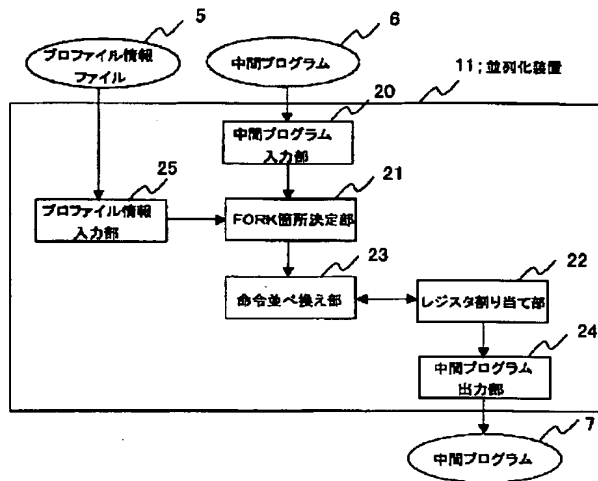 5
6
プロファイル情報
ファイル
中間プログラム
11;並列化装置
20
中間プログラム
入力部
25
プロファイル情報
入力部
21
FORK箇所決定部
23
命令並べ換え部
22
レジスタ割り当て部
24
中間プログラム
出力部
7
中間プログラム